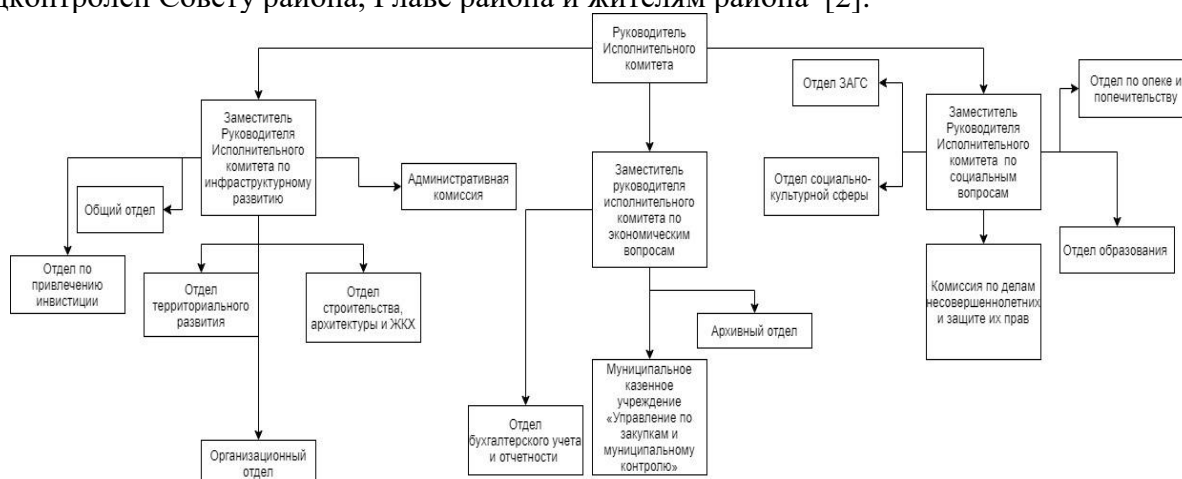 дконтролен Совету района, Главе района и жителям района [2].
Руководитель
Исполнительного
комитета
Отдел ЗАГС
Отдел по опеке и
попечительству
Заместитель
Руководителя
Исполнительного
комитета по
инфраструктурному
развитию
Заместитель
Руководителя
Исполнительного
комитета по
социальным
вопросам
Административная
комиссия
Заместитель
руководителя
исполнительного
комитета по
экономическим
вопросам
Отдел социально-
культурной сферы
Общий отдел
Отдел образования
Отдел по
привлечению
инвестиции
Отдел
территориального
развития
Отдел
строительства,
архитектуры и ЖКХ
Комиссия по делам
несовершеннолетних
и защите их прав
Архивный отдел
Муниципальное
казенное
учреждение
«Управление по
закупкам и
муниципальному
контролю»
Отдел
бухгалтерского учета
и отчетности
Организационный
отдел